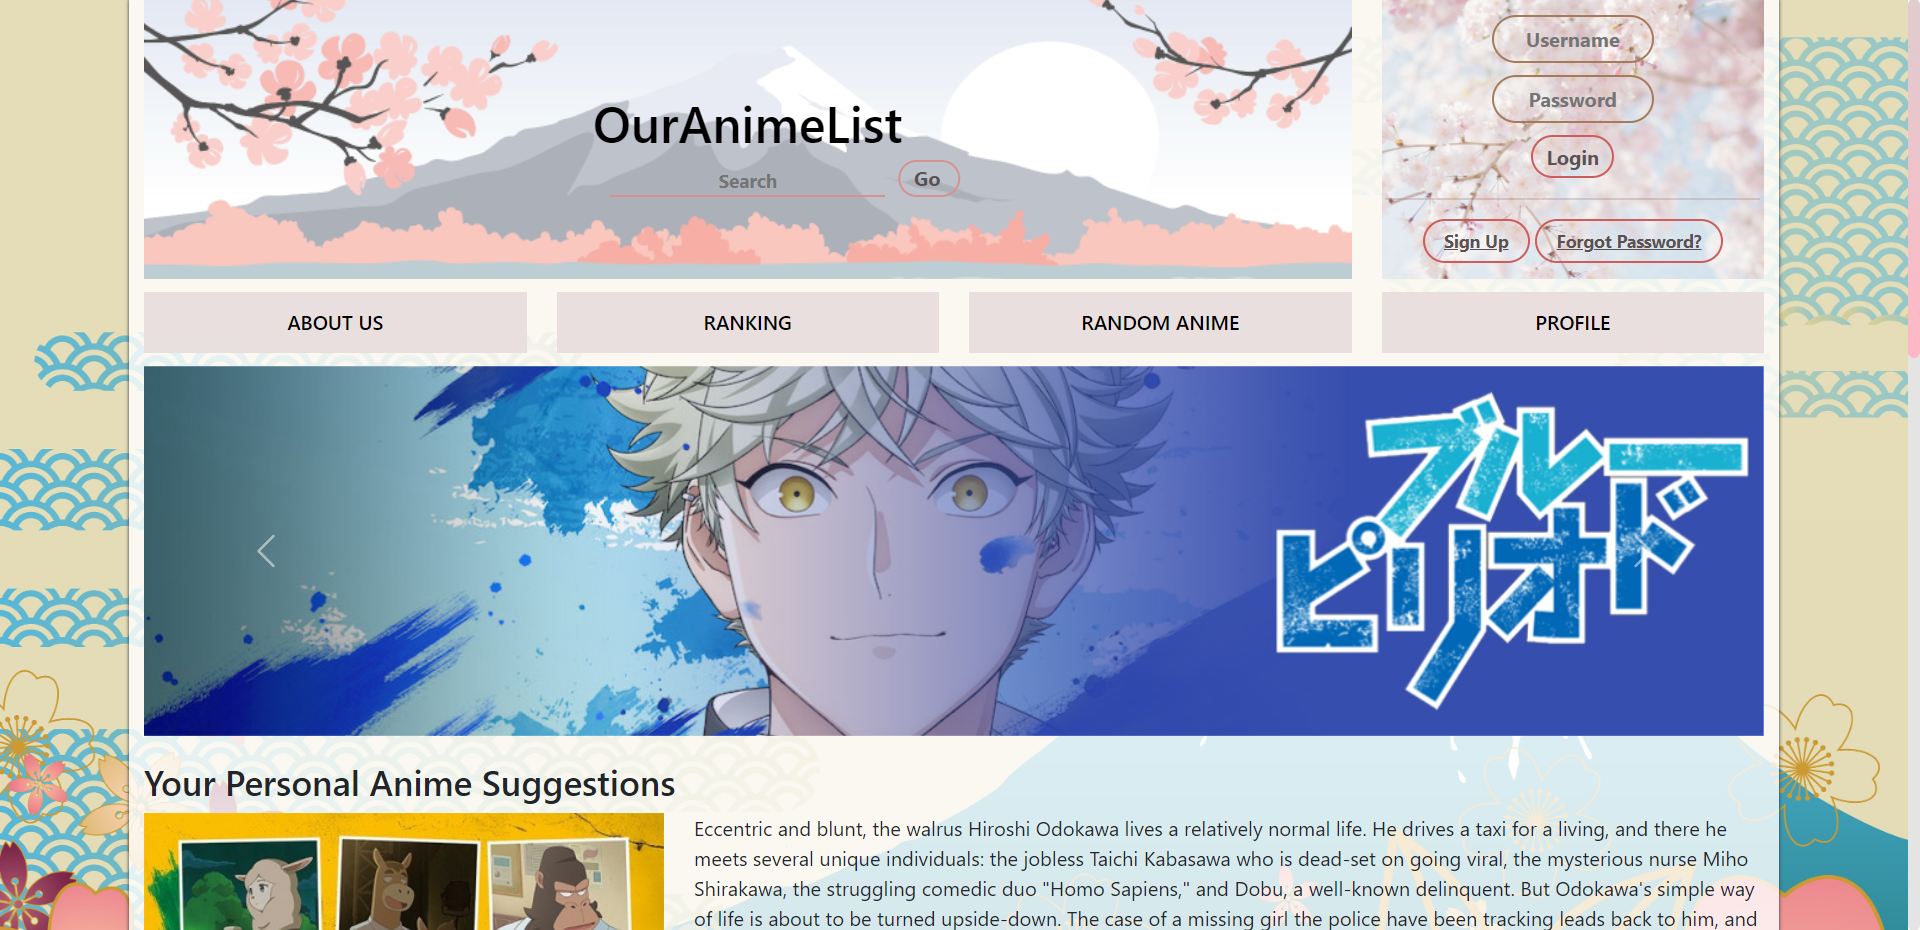 OurAnimeList
Search
Go
Username
Password
Login
Sign Up
Forgot Password?
ABOUT US
RANKING
RANDOM ANIME
PROFILE
ブルー
ピリオド
Your Personal Anime Suggestions
Eccentric and blunt, the walrus Hiroshi Odokawa lives a relatively normal life. He drives a taxi for a living, and there he
meets several unique individuals: the jobless Taichi Kabasawa who is dead-set on going viral, the mysterious nurse Miho
Shirakawa, the struggling comedic duo "Homo Sapiens," and Dobu, a well-known delinquent. But Odokawa's simple way
of life is about to be turned upside-down. The case of a missing girl the police have been tracking leads back to him, and